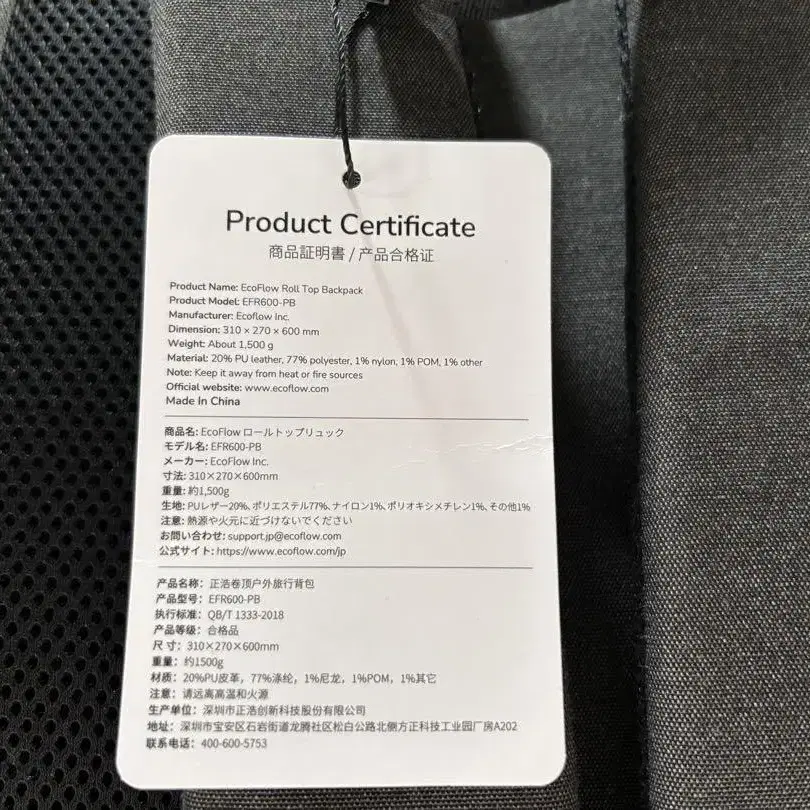 Product Certificate
商品証明書 / 产品合格证
Product Name: EcoFlow Roll Top Backpack
Product Model: EFR600-PB
Manufacturer: Ecoflow Inc.
Dimension: 310 × 270 × 600 mm
Weight: About 1,500 g
Material: 20% PU leather, 77% polyester, 1% nylon, 1% POM, 1% other
Note: Keep it away from heat or fire sources
Official website: www.ecoflow.com
Made In China
商品名: EcoFlow ロールトップリュック
モデル名: EFR600-PB
メーカー: EcoFlow Inc.
寸法: 310×270×600mm
重量: 約1,500g
生地: PUレザー20%、ポリエステル77%、ナイロン1%、ポリオキシメチレン1%、その他1%
注意: 熱源や火元に近づけないでください
お問い合わせ: support.jp@ecoflow.com
公式サイト: https://www.ecoflow.com/jp
产品名称：正浩卷顶户外旅行背包
产品型号：EFR600-PB
执行标准：QB/T 1333-2018
产品等级：合格品
尺寸：310×270×600mm
重量：约1500g
材质：20%PU皮革，77%涤纶，1%尼龙，1%POM，1%其它
注意：请远离高温和火源
生产单位：深圳市正浩创新科技股份有限公司
地址：深圳市宝安区石岩街道龙腾社区松白公路北侧方正科技工业园厂房A202
联系电话：400-600-5753